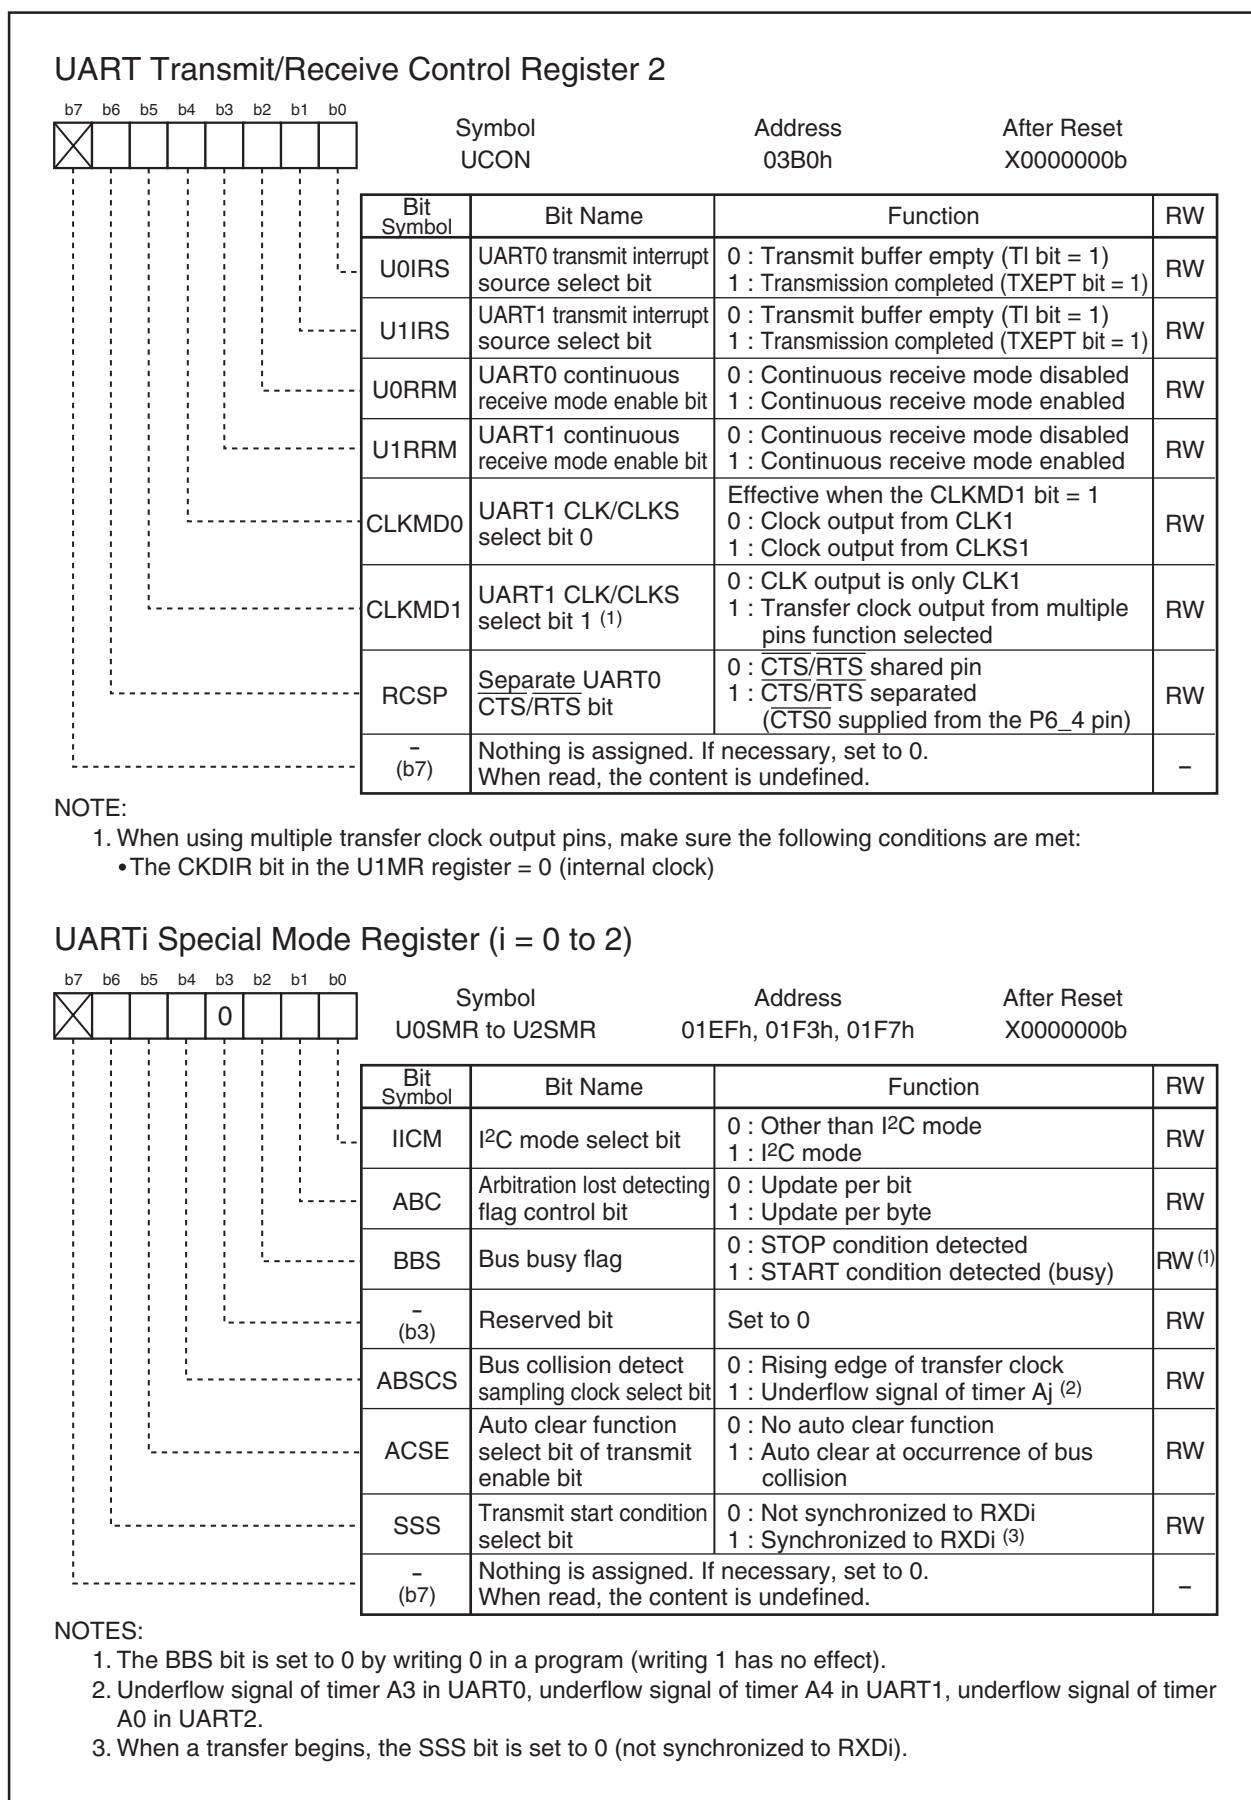 UART Transmit/Receive Control Register 2
b7 b6 b5 b4 b3 b2 b1 b0
Symbol Address After Reset
UCON 03B0h X0000000b
Bit Symbol Bit Name Function RW
U0IRS UART0 transmit interrupt source select bit 0 : Transmit buffer empty (TI bit = 1) RW
1 : Transmission completed (TXEPT bit = 1)
U1IRS UART1 transmit interrupt source select bit 0 : Transmit buffer empty (TI bit = 1) RW
1 : Transmission completed (TXEPT bit = 1)
U0RRM UART0 continuous receive mode enable bit 0 : Continuous receive mode disabled RW
1 : Continuous receive mode enabled
U1RRM UART1 continuous receive mode enable bit 0 : Continuous receive mode disabled RW
1 : Continuous receive mode enabled
CLKMD0 UART1 CLK/CLKS select bit 0 Effective when the CLKMD1 bit = 1 RW
0 : Clock output from CLK1
1 : Clock output from CLKS1
CLKMD1 UART1 CLK/CLKS select bit 1 (1) 0 : CLK output is only CLK1 RW
1 : Transfer clock output from multiple
pins function selected
RCSP Separate UART0 CTS/RTS bit 0 : CTS/RTS shared pin RW
1 : CTS/RTS separated
(CTS0 supplied from the P6_4 pin)
– (b7) Nothing is assigned. If necessary, set to 0. –
When read, the content is undefined.
NOTE:
1. When using multiple transfer clock output pins, make sure the following conditions are met:
•The CKDIR bit in the U1MR register = 0 (internal clock)
UARTi Special Mode Register (i = 0 to 2)
b7 b6 b5 b4 b3 b2 b1 b0
0
Symbol Address After Reset
U0SMR to U2SMR 01EFh, 01F3h, 01F7h X0000000b
Bit Symbol Bit Name Function RW
IICM I2C mode select bit 0 : Other than I2C mode RW
1 : I2C mode
ABC Arbitration lost detecting flag control bit 0 : Update per bit RW
1 : Update per byte
BBS Bus busy flag 0 : STOP condition detected RW (1)
1 : START condition detected (busy)
– (b3) Reserved bit Set to 0 RW
ABSCS Bus collision detect sampling clock select bit 0 : Rising edge of transfer clock RW
1 : Underflow signal of timer Aj (2)
ACSE Auto clear function select bit of transmit enable bit 0 : No auto clear function RW
1 : Auto clear at occurrence of bus
collision
SSS Transmit start condition select bit 0 : Not synchronized to RXDi RW
1 : Synchronized to RXDi (3)
– (b7) Nothing is assigned. If necessary, set to 0. –
When read, the content is undefined.
NOTES:
1. The BBS bit is set to 0 by writing 0 in a program (writing 1 has no effect).
2. Underflow signal of timer A3 in UART0, underflow signal of timer A4 in UART1, underflow signal of timer
A0 in UART2.
3. When a transfer begins, the SSS bit is set to 0 (not synchronized to RXDi).